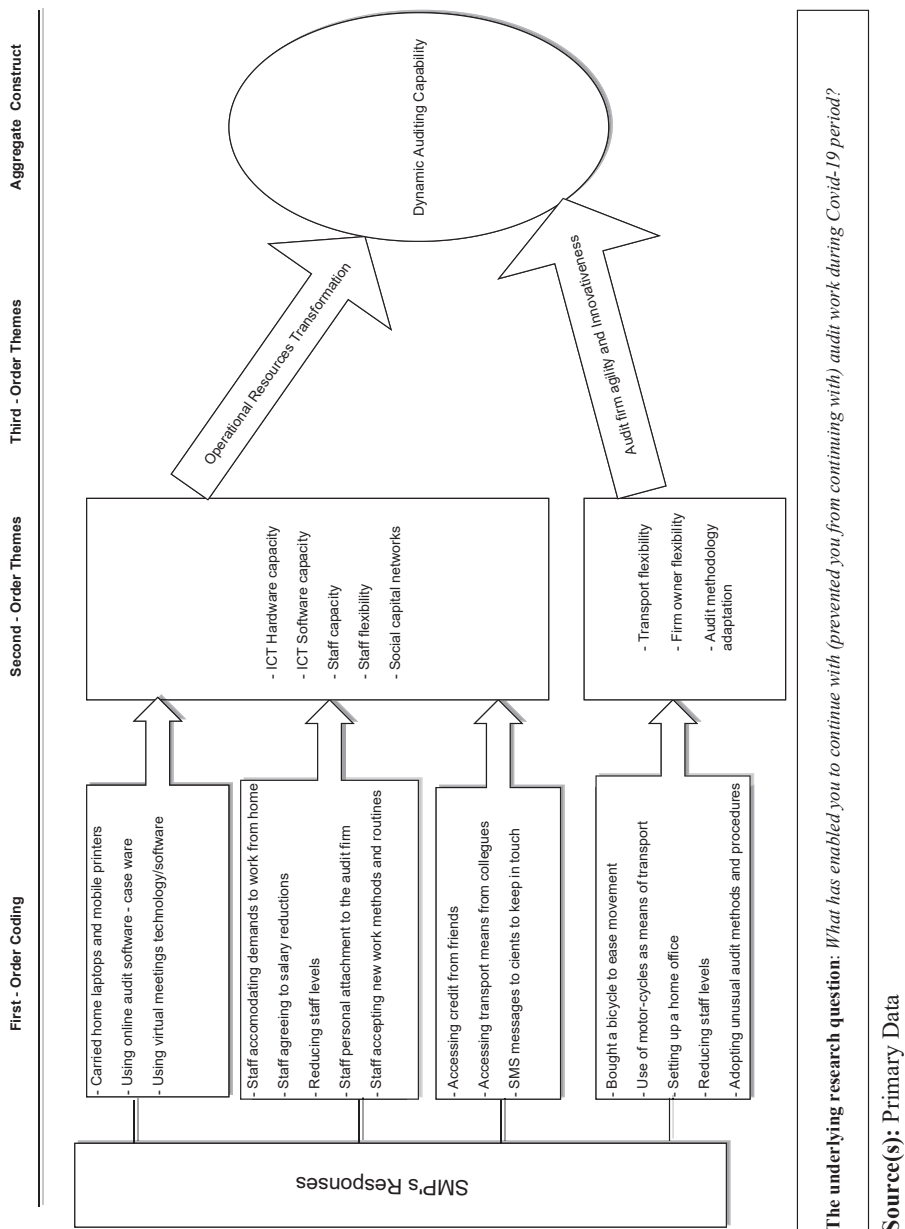 First - Order Coding
Second - Order Themes
Third - Order Themes
Aggregate Construct
SMP's Responses
- Carried home laptops and mobile printers
- Using online audit software - case ware
- Using virtual meetings technology/software
- Staff accomodating demands to work from home
- Staff agreeing to salary reductions
- Reducing staff levels
- Staff personal attachment to the audit firm
- Staff accepting new work methods and routines
- Accessing credit from friends
- Accessing transport means from collegues
- SMS messages to cients to keep in touch
- Bought a bicycle to ease movement
- Use of motor-cycles as means of transport
- Setting up a home office
- Reducing staff levels
- Adopting unusual audit methods and procedures
- ICT Hardware capacity
- ICT Software capacity
- Staff capacity
- Staff flexibility
- Social capital networks
- Transport flexibility
- Firm owner flexibility
- Audit methodology
adaptation
Operational Resources Transformation
Audit firm agility and Innovativeness
Dynamic Auditing Capability
The underlying research question: What has enabled you to continue with (prevented you from continuing with) audit work during Covid-19 period?
Source(s): Primary Data